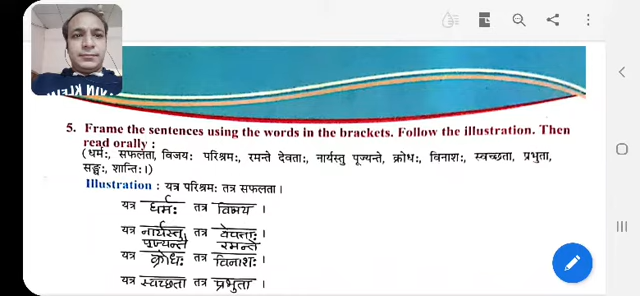 VIN KLEIN
5. Frame the sentences using the words in the brackets. Follow the illustration. Then
read orally :
(धर्मः, सफलता, विजयः परिश्रमः, रमन्ते देवताः, नार्यस्तु पूज्यन्ते, क्रोधः, विनाशः, स्वच्छता, प्रभुता,
सङ्घः, शान्तिः।)
Illustration : यत्र परिश्रमः तत्र सफलता ।
यत्र धर्मः तत्र विजय ।
यत्र नार्यस्तु तत्र देवताः ।
पूज्यन्ते रमन्ते
यत्र क्रोधः तत्र विनाशः ।
यत्र स्वच्छता तत्र प्रभुता ।